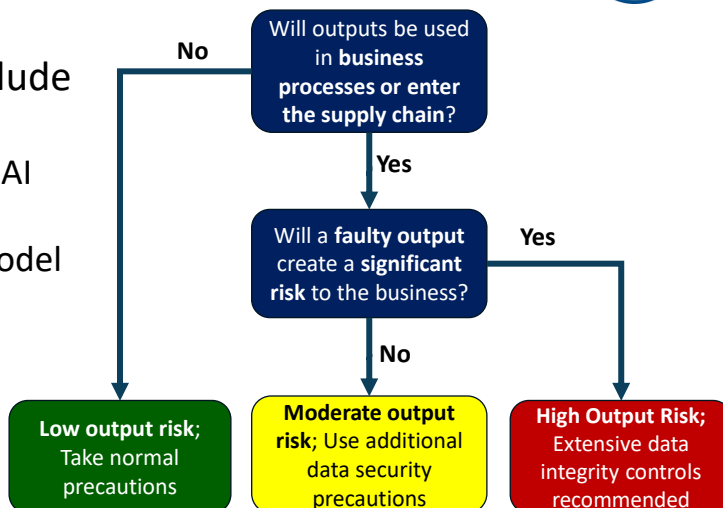 lude
AI
odel
Will outputs be used
in business
processes or enter
the supply chain?
No
Yes
Will a faulty output
create a significant
risk to the business?
Yes
No
Low output risk;
Take normal
precautions
Moderate output
risk; Use additional
data security
precautions
High Output Risk;
Extensive data
integrity controls
recommended